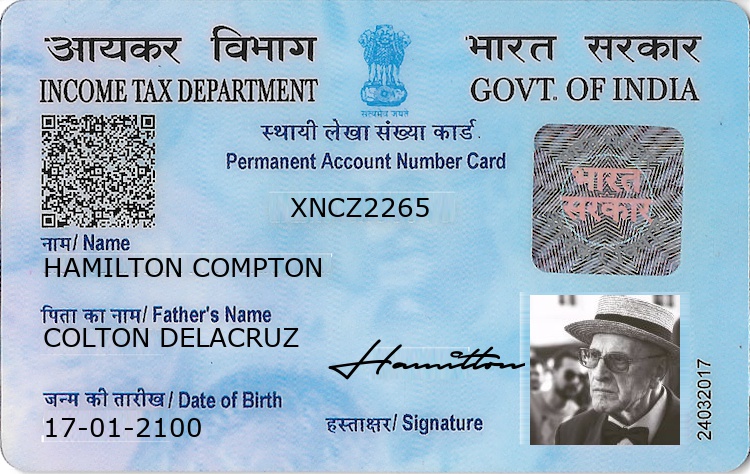 आयकर विभाग
INCOME TAX DEPARTMENT
भारत सरकार
GOVT. OF INDIA
सत्यमेव जयते
स्थायी लेखा संख्या कार्ड
Permanent Account Number Card
XNCZ2265
भारत
सरकार
नाम/ Name
HAMILTON COMPTON
पिता का नाम/ Father's Name
COLTON DELACRUZ
जन्म की तारीख/ Date of Birth
17-01-2100
Hamilton
हस्ताक्षर/ Signature
24032017